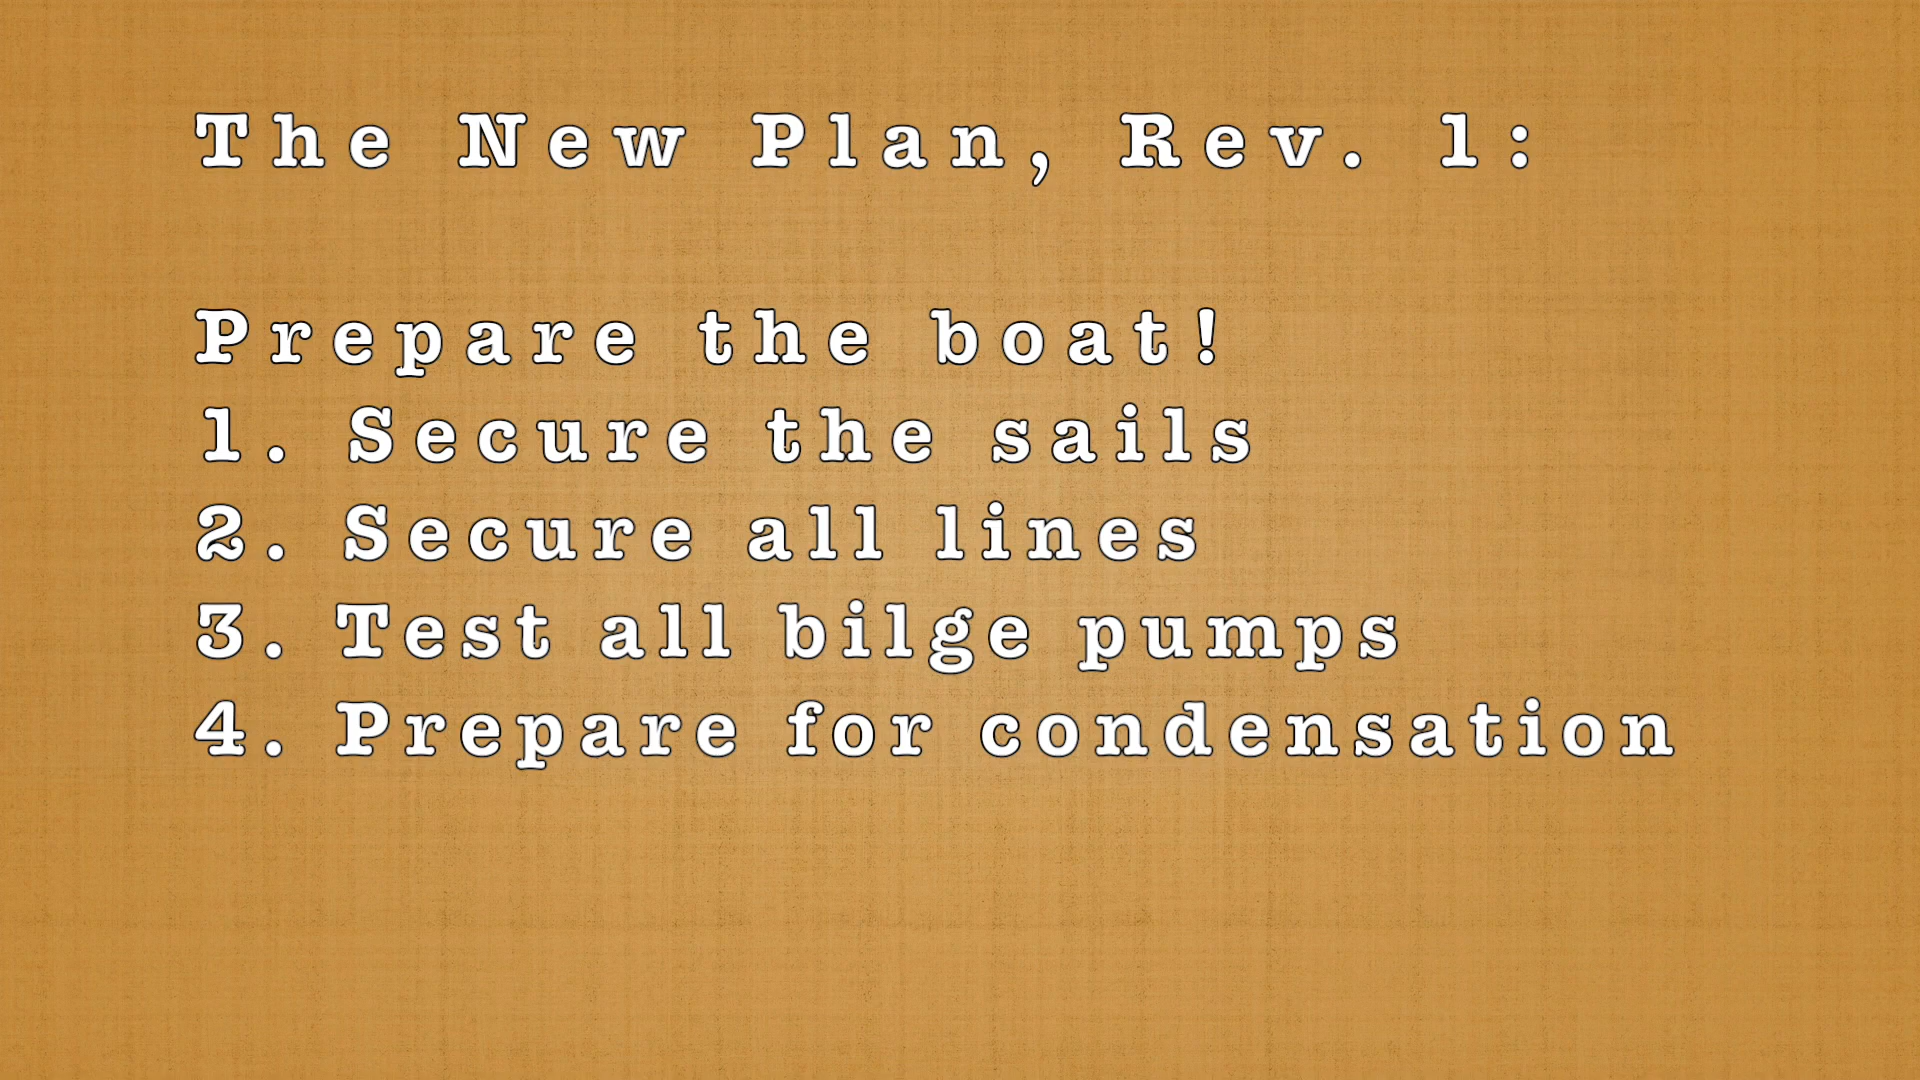 The New Plan, Rev. 1:
Prepare the boat!
1. Secure the sails
2. Secure all lines
3. Test all bilge pumps
4. Prepare for condensation